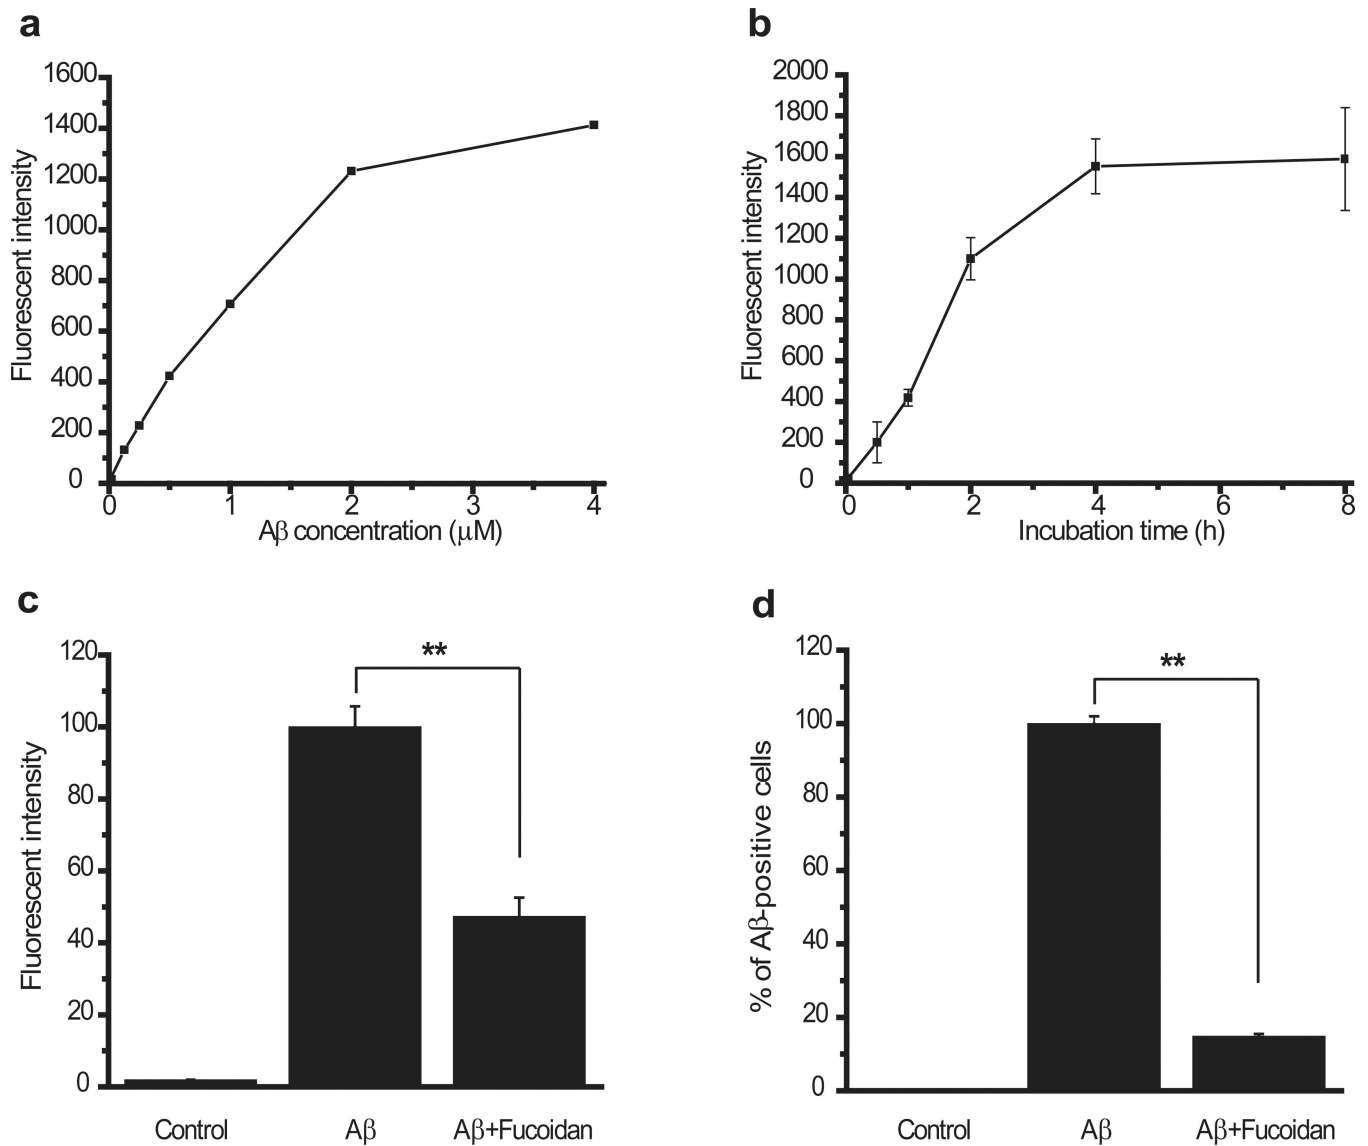 a
1600
1400
1200
1000
800
600
400
200
0
Fluorescent intensity
0 1 2 3 4
Aβ concentration (μM)
b
2000
1800
1600
1400
1200
1000
800
600
400
200
0
Fluorescent intensity
0 2 4 6 8
Incubation time (h)
c
120
100
80
60
40
20
0
Fluorescent intensity
**
Control Aβ Aβ+Fucoidan
d
120
100
80
60
40
20
0
% of Aβ-positive cells
**
Control Aβ Aβ+Fucoidan